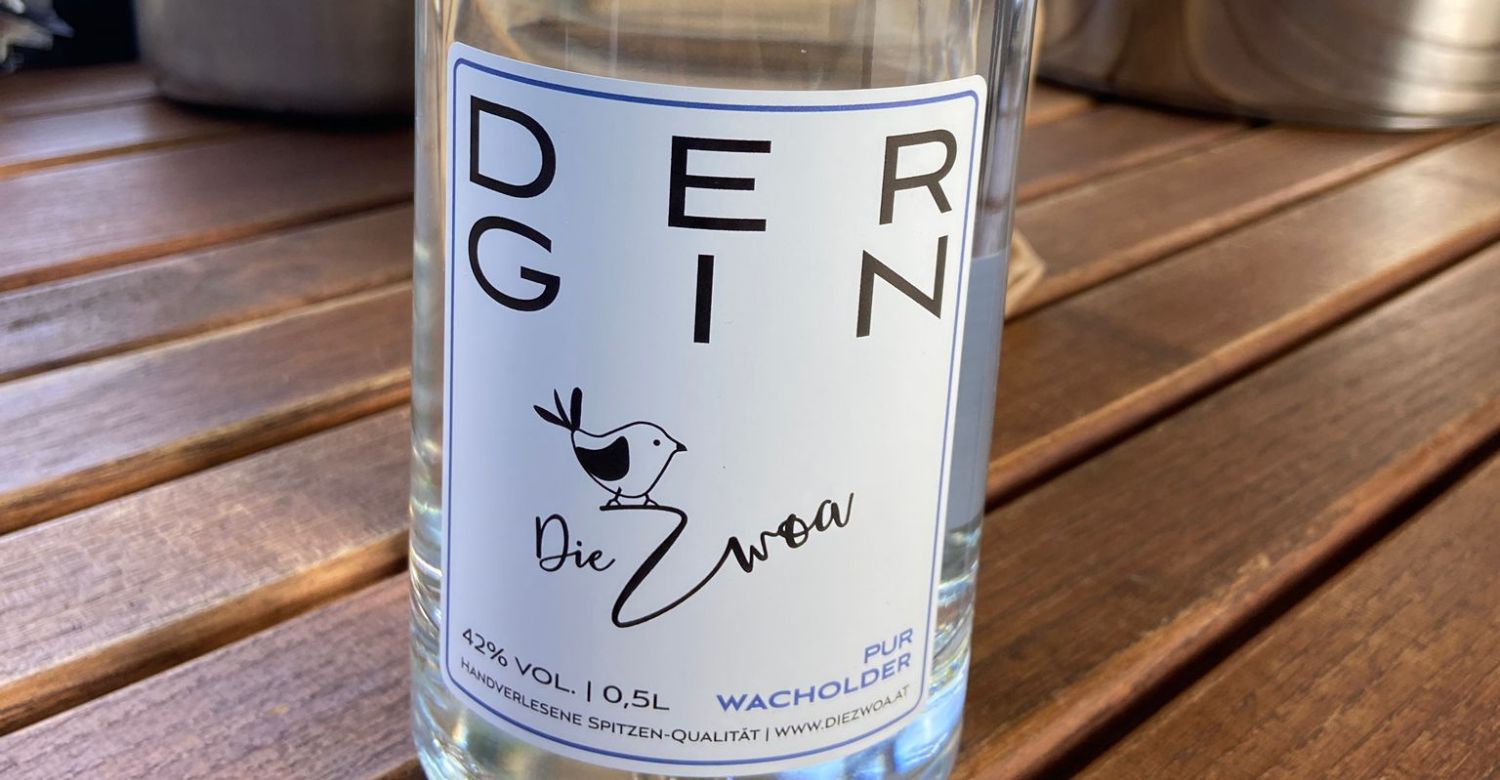 DER
GIN
Die Zwoa
42% VOL. | 0,5L
PUR
WACHOLDER
HANDVERLESENE SPITZEN-QUALITÄT | WWW.DIEZWOA.AT